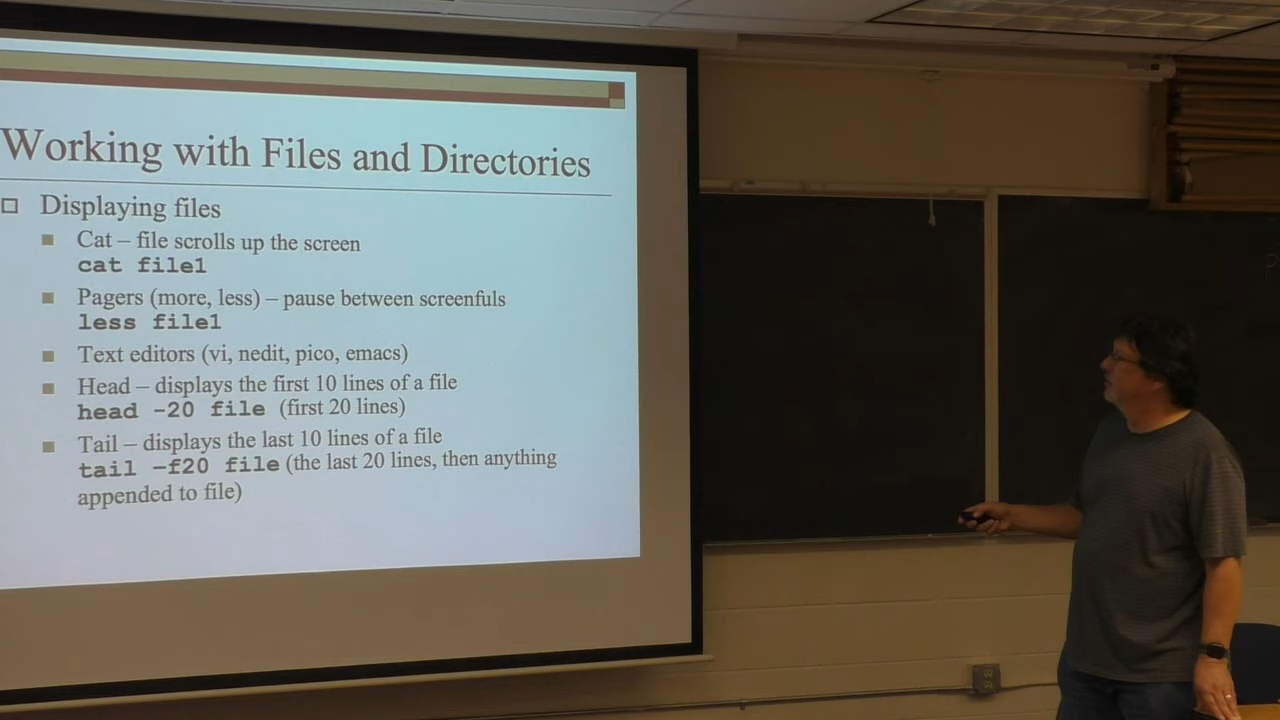 Working with Files and Directories
Displaying files
Cat – file scrolls up the screen
cat file1
Pagers (more, less) – pause between screenfuls
less file1
Text editors (vi, nedit, pico, emacs)
Head – displays the first 10 lines of a file
head -20 file (first 20 lines)
Tail – displays the last 10 lines of a file
tail –f20 file (the last 20 lines, then anything
appended to file)